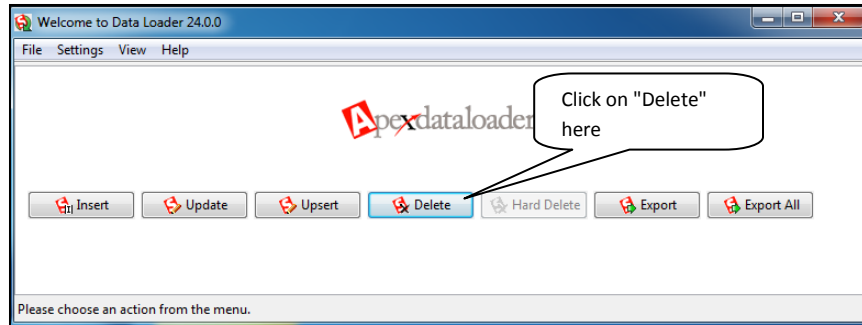 Welcome to Data Loader 24.0.0
File Settings View Help
Apexdataloader
Click on "Delete"
here
Insert Update Upsert Delete Hard Delete Export Export All
Please choose an action from the menu.